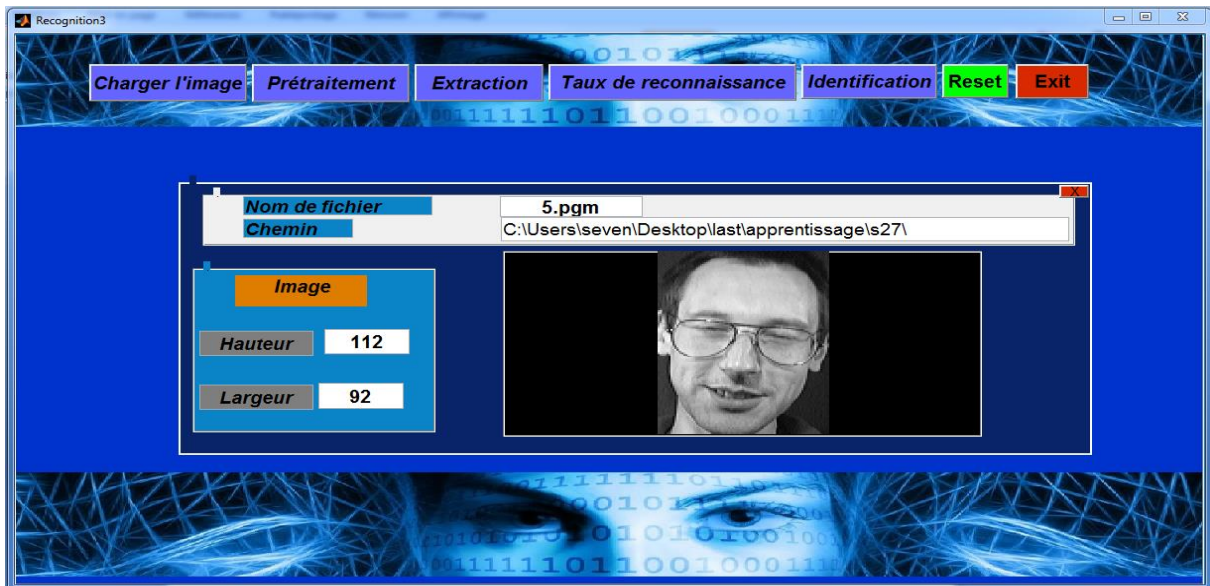 Recognition3
Charger l'image Prétraitement Extraction Taux de reconnaissance Identification Reset Exit
X
Nom de fichier 5.pgm
Chemin C:\Users\seven\Desktop\last\apprentissage\s27\
Image
Hauteur 112
Largeur 92